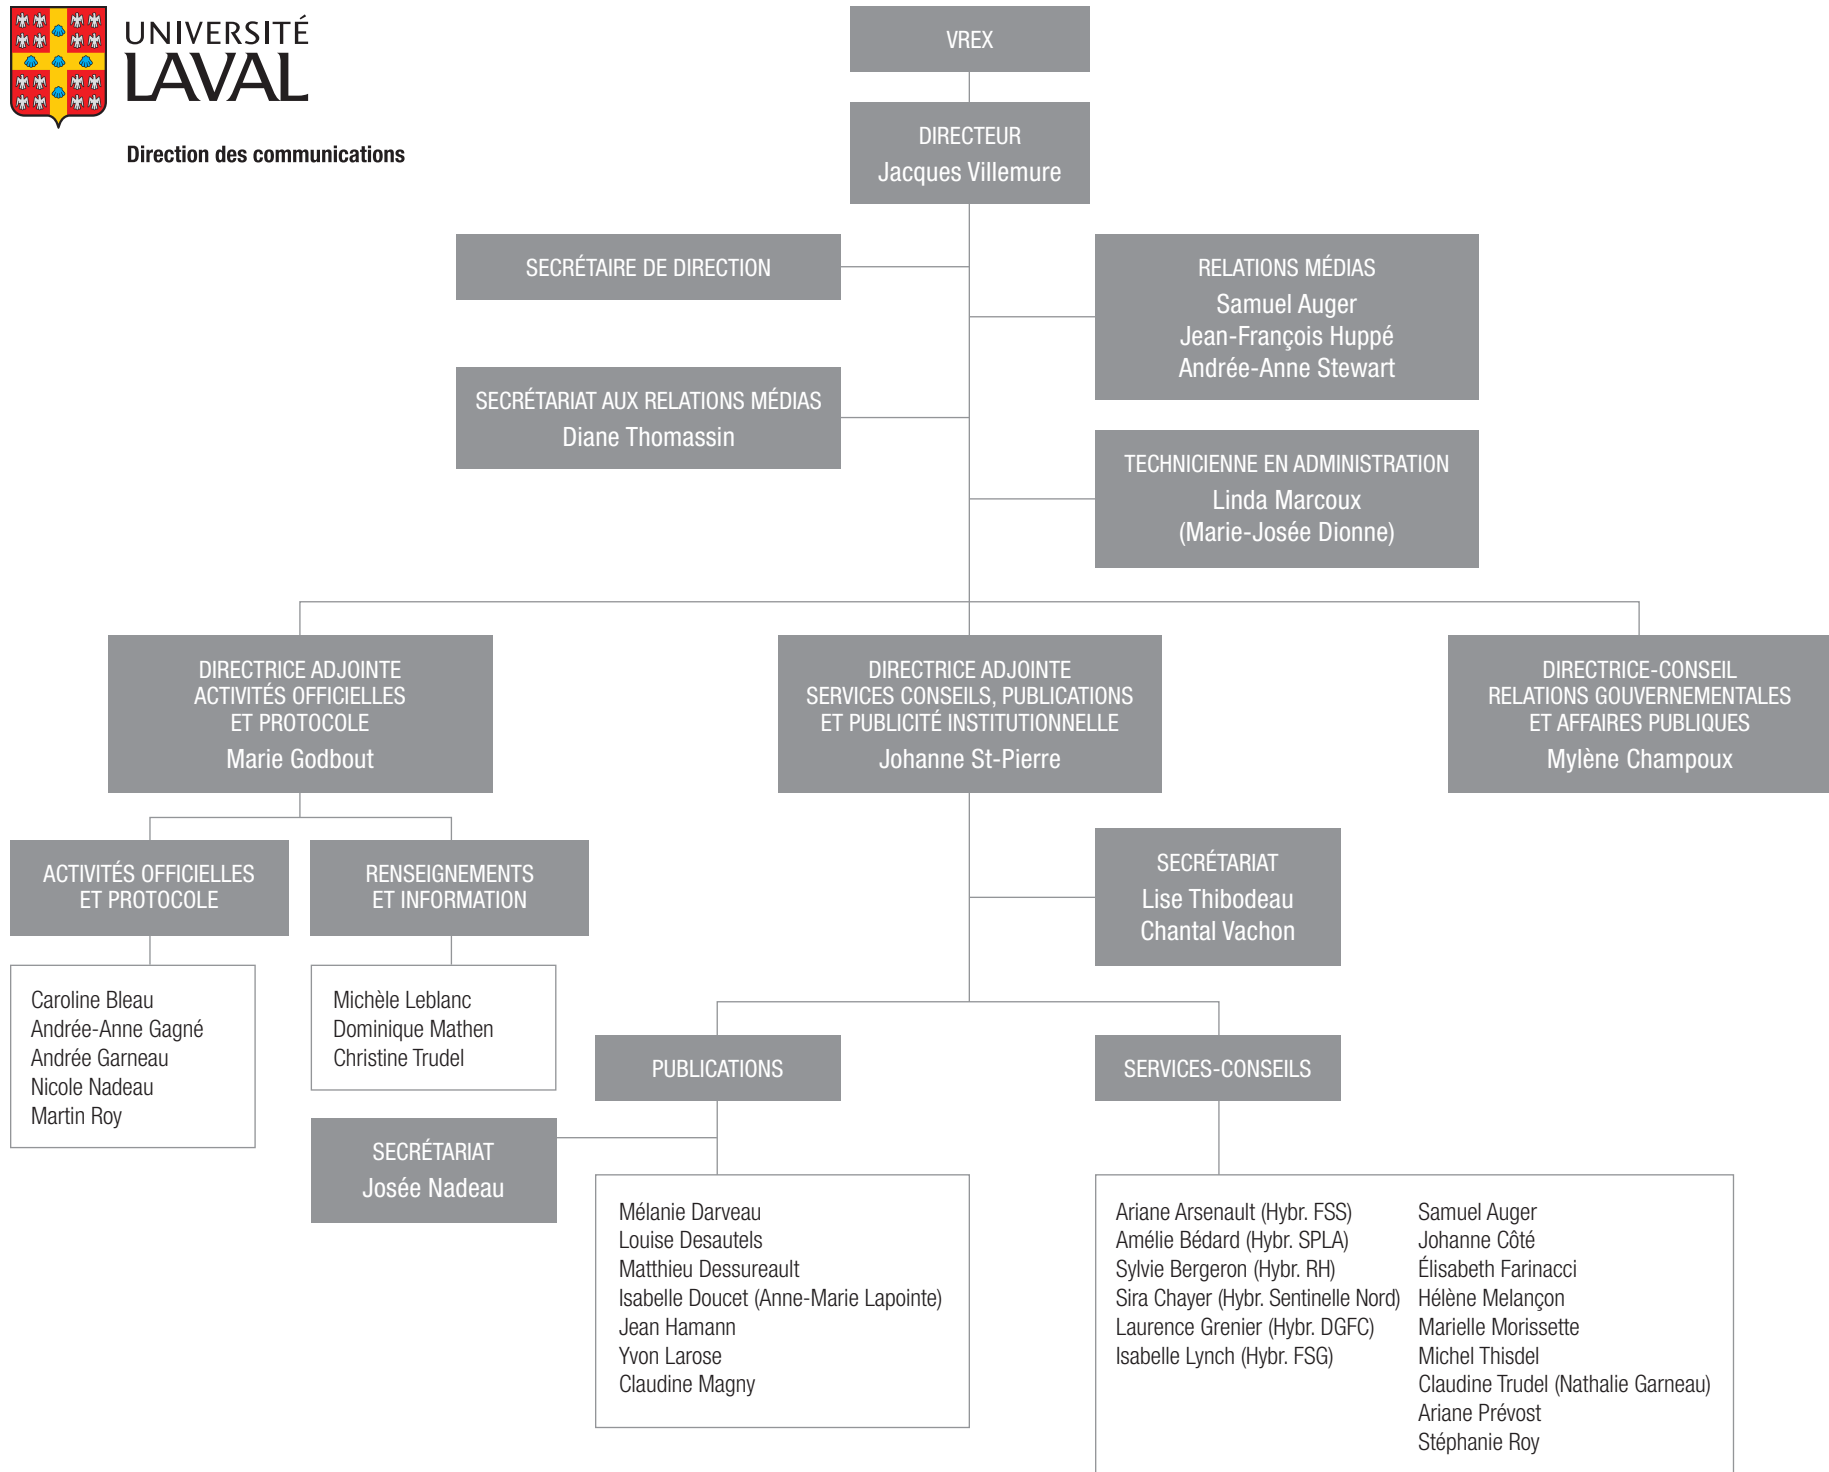 UNIVERSITÉ
LAVAL
Direction des communications
VREX
DIRECTEUR
Jacques Villemure
SECRÉTAIRE DE DIRECTION
RELATIONS MÉDIAS
Samuel Auger
Jean-François Huppé
Andrée-Anne Stewart
SECRÉTARIAT AUX RELATIONS MÉDIAS
Diane Thomassin
TECHNICIENNE EN ADMINISTRATION
Linda Marcoux
(Marie-Josée Dionne)
DIRECTRICE ADJOINTE
ACTIVITÉS OFFICIELLES
ET PROTOCOLE
Marie Godbout
DIRECTRICE ADJOINTE
SERVICES CONSEILS, PUBLICATIONS
ET PUBLICITÉ INSTITUTIONNELLE
Johanne St-Pierre
DIRECTRICE-CONSEIL
RELATIONS GOUVERNEMENTALES
ET AFFAIRES PUBLIQUES
Mylène Champoux
ACTIVITÉS OFFICIELLES
ET PROTOCOLE
RENSEIGNEMENTS
ET INFORMATION
SECRÉTARIAT
Lise Thibodeau
Chantal Vachon
Caroline Bleau
Andrée-Anne Gagné
Andrée Garneau
Nicole Nadeau
Martin Roy
Michèle Leblanc
Dominique Mathen
Christine Trudel
PUBLICATIONS
SERVICES-CONSEILS
SECRÉTARIAT
Josée Nadeau
Mélanie Darveau
Louise Desautels
Matthieu Dessureault
Isabelle Doucet (Anne-Marie Lapointe)
Jean Hamann
Yvon Larose
Claudine Magny
Ariane Arsenault (Hybr. FSS)
Amélie Bédard (Hybr. SPLA)
Sylvie Bergeron (Hybr. RH)
Sira Chayer (Hybr. Sentinelle Nord)
Laurence Grenier (Hybr. DGFC)
Isabelle Lynch (Hybr. FSG)
Samuel Auger
Johanne Côté
Élisabeth Farinacci
Hélène Melançon
Marielle Morissette
Michel Thisdel
Claudine Trudel (Nathalie Garneau)
Ariane Prévost
Stéphanie Roy